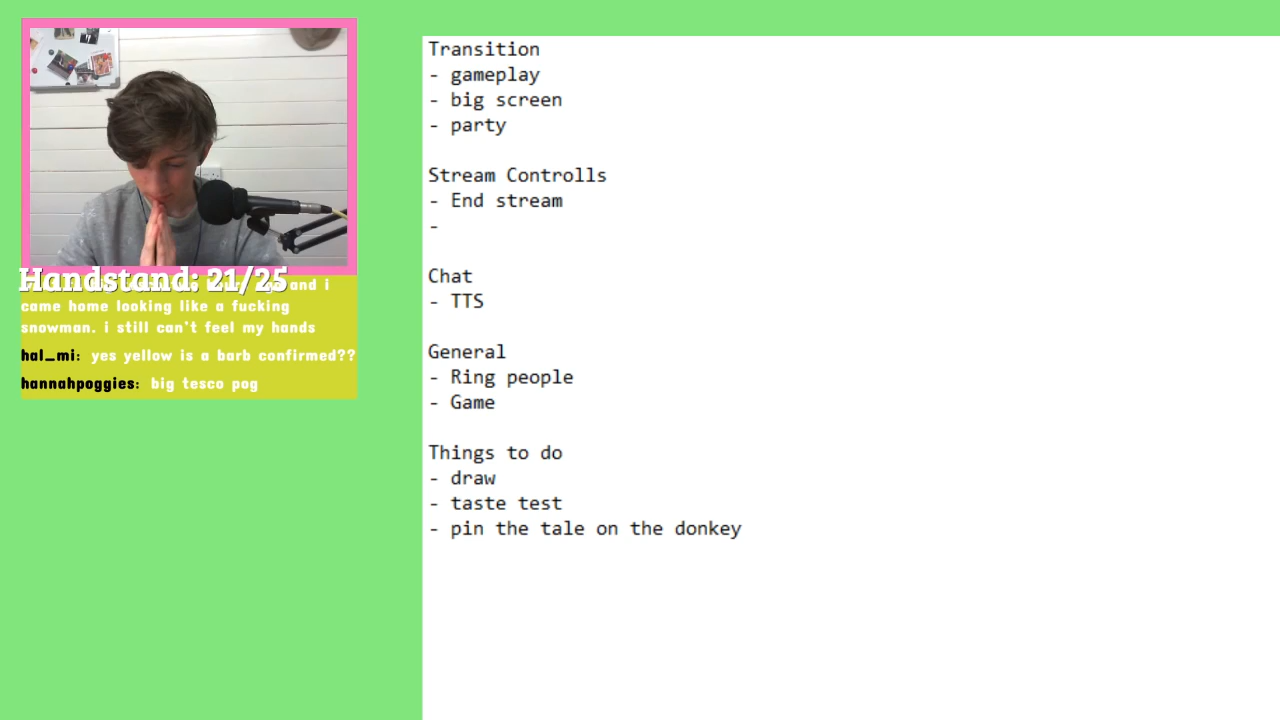 Handstand: 21/25
and i
came home looking like a fucking
snowman. i still can't feel my hands
hal_mi: yes yellow is a barb confirmed??
hannahpoggies: big tesco pog
Transition
- gameplay
- big screen
- party
Stream Controlls
- End stream
-
Chat
- TTS
General
- Ring people
- Game
Things to do
- draw
- taste test
- pin the tale on the donkey